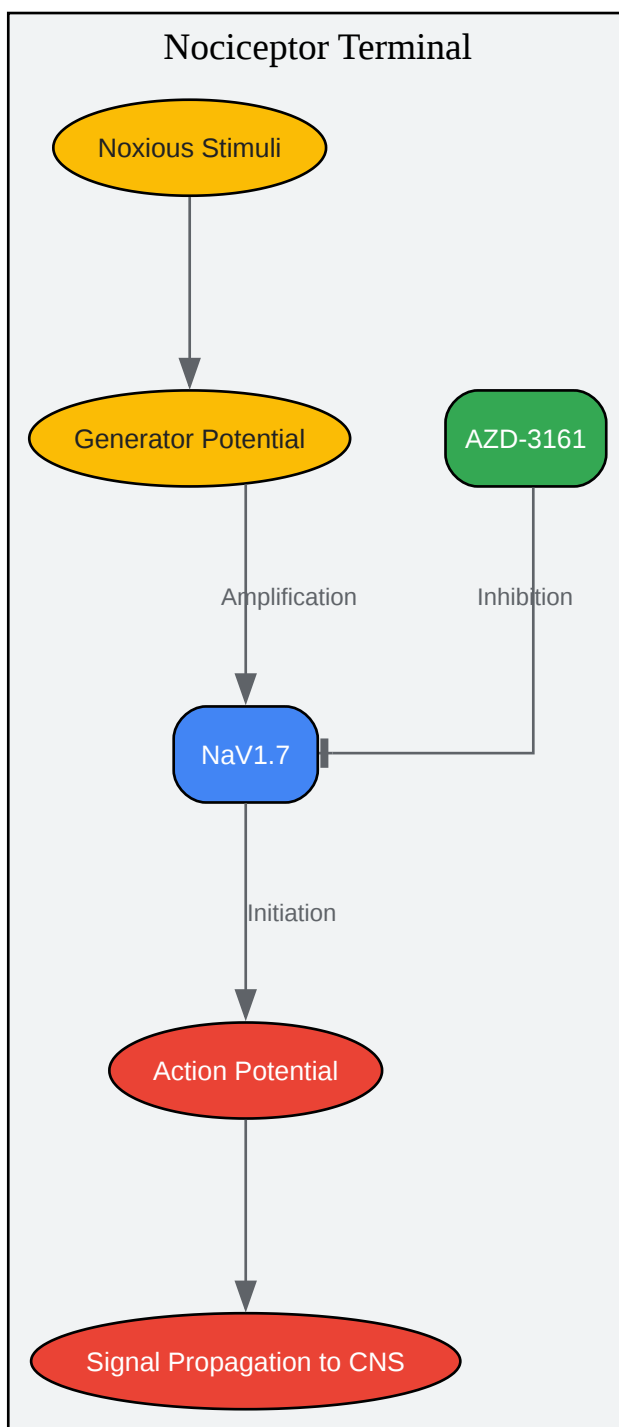 Nociceptor Terminal
Noxious Stimuli
Generator Potential
AZD-3161
Amplification
Inhibition
NaV1.7
Initiation
Action Potential
Signal Propagation to CNS